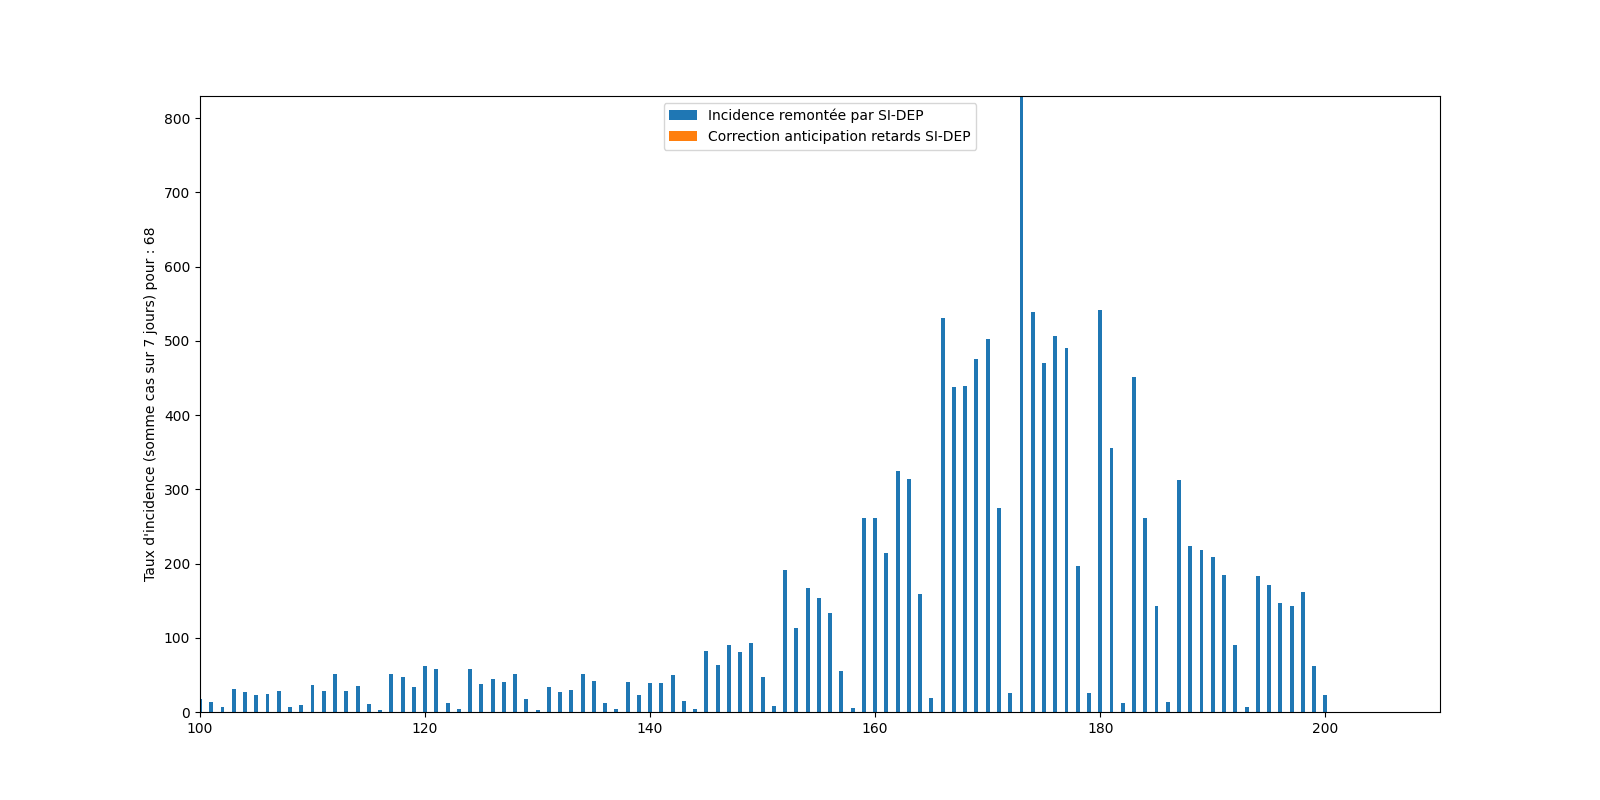 Incidence remontée par SI-DEP
Correction anticipation retards SI-DEP
Taux d'incidence (somme cas sur 7 jours) pour : 68
800
700
600
500
400
300
200
100
0
100 120 140 160 180 200